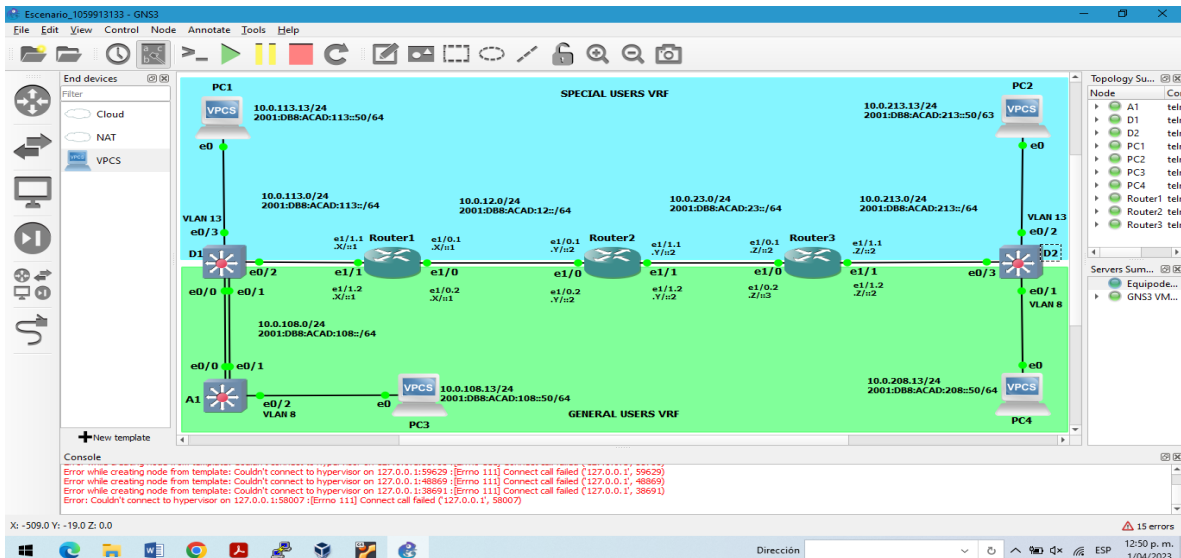 Escenario_1059913133 - GNS3
File Edit View Control Node Annotate Tools Help
End devices
Filter
Cloud
NAT
VPCS
New template
PC1
VPCS
10.0.113.13/24
2001:DB8:ACAD:113::50/64
e0
SPECIAL USERS VRF
PC2
10.0.213.13/24
2001:DB8:ACAD:213::50/63
VPCS
e0
10.0.113.0/24
2001:DB8:ACAD:113::/64
10.0.12.0/24
2001:DB8:ACAD:12::/64
10.0.23.0/24
2001:DB8:ACAD:23::/64
10.0.213.0/24
2001:DB8:ACAD:213::/64
VLAN 13
e0/3
D1
e0/2
e1/1.1
.X/::1
Router1
e1/0.1
.X/::1
e1/0.1
.Y/::2
Router2
e1/1.1
.Y/::2
e1/0.1
.Z/::2
Router3
e1/1.1
.Z/::2
VLAN 13
e0/2
D2
e1/1
e1/0
e1/0
e1/1
e1/0
e1/1
e0/3
e0/0
e0/1
e1/1.2
.X/::1
e1/0.2
.X/::1
e1/0.2
.Y/::2
e1/1.2
.Y/::2
e1/0.2
.Z/::3
e1/1.2
.Z/::2
e0/1
VLAN 8
10.0.108.0/24
2001:DB8:ACAD:108::/64
e0/0
e0/1
A1
e0/2
VLAN 8
e0
VPCS
10.0.108.13/24
2001:DB8:ACAD:108::50/64
PC3
GENERAL USERS VRF
e0
10.0.208.13/24
2001:DB8:ACAD:208::50/64
VPCS
PC4
Topology Su...
Node
Co
A1 teln
D1 teln
D2 teln
PC1 teln
PC2 teln
PC3 teln
PC4 teln
Router1 teln
Router2 teln
Router3 teln
Servers Sum...
Equipode...
GNS3 VM...
Console
Error while creating node from template: Couldn't connect to hypervisor on 127.0.0.1:59629 :[Errno 111] Connect call failed ('127.0.0.1', 59629)
Error while creating node from template: Couldn't connect to hypervisor on 127.0.0.1:48869 :[Errno 111] Connect call failed ('127.0.0.1', 48869)
Error while creating node from template: Couldn't connect to hypervisor on 127.0.0.1:38691 :[Errno 111] Connect call failed ('127.0.0.1', 38691)
Error: Couldn't connect to hypervisor on 127.0.0.1:58007 :[Errno 111] Connect call failed ('127.0.0.1', 58007)
X: -509.0 Y: -19.0 Z: 0.0
15 errors
Dirección
ESP
12:50 p. m.
1/04/2023